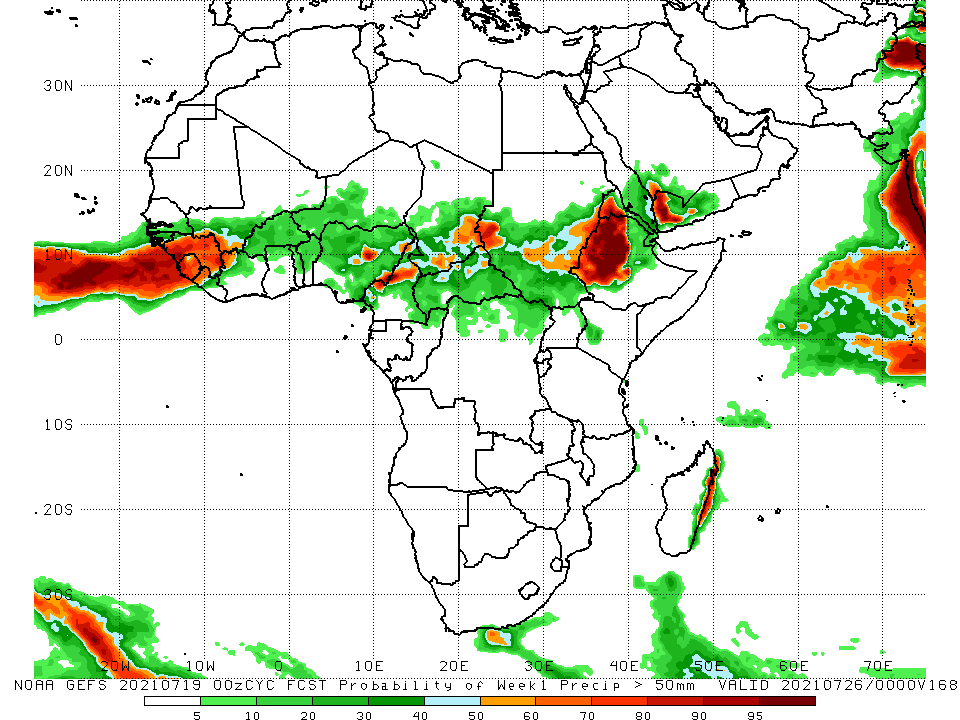 30N
20N
10N
0
10S
20S
30S
20W 10W 0 10E 20E 30E 40E 50E 60E 70E
NOAA GEFS 20210719 00zCYC FCST Probability of Week1 Precip > 50mm VALID 20210726/0000V168
5 10 20 30 40 50 60 70 80 90 95